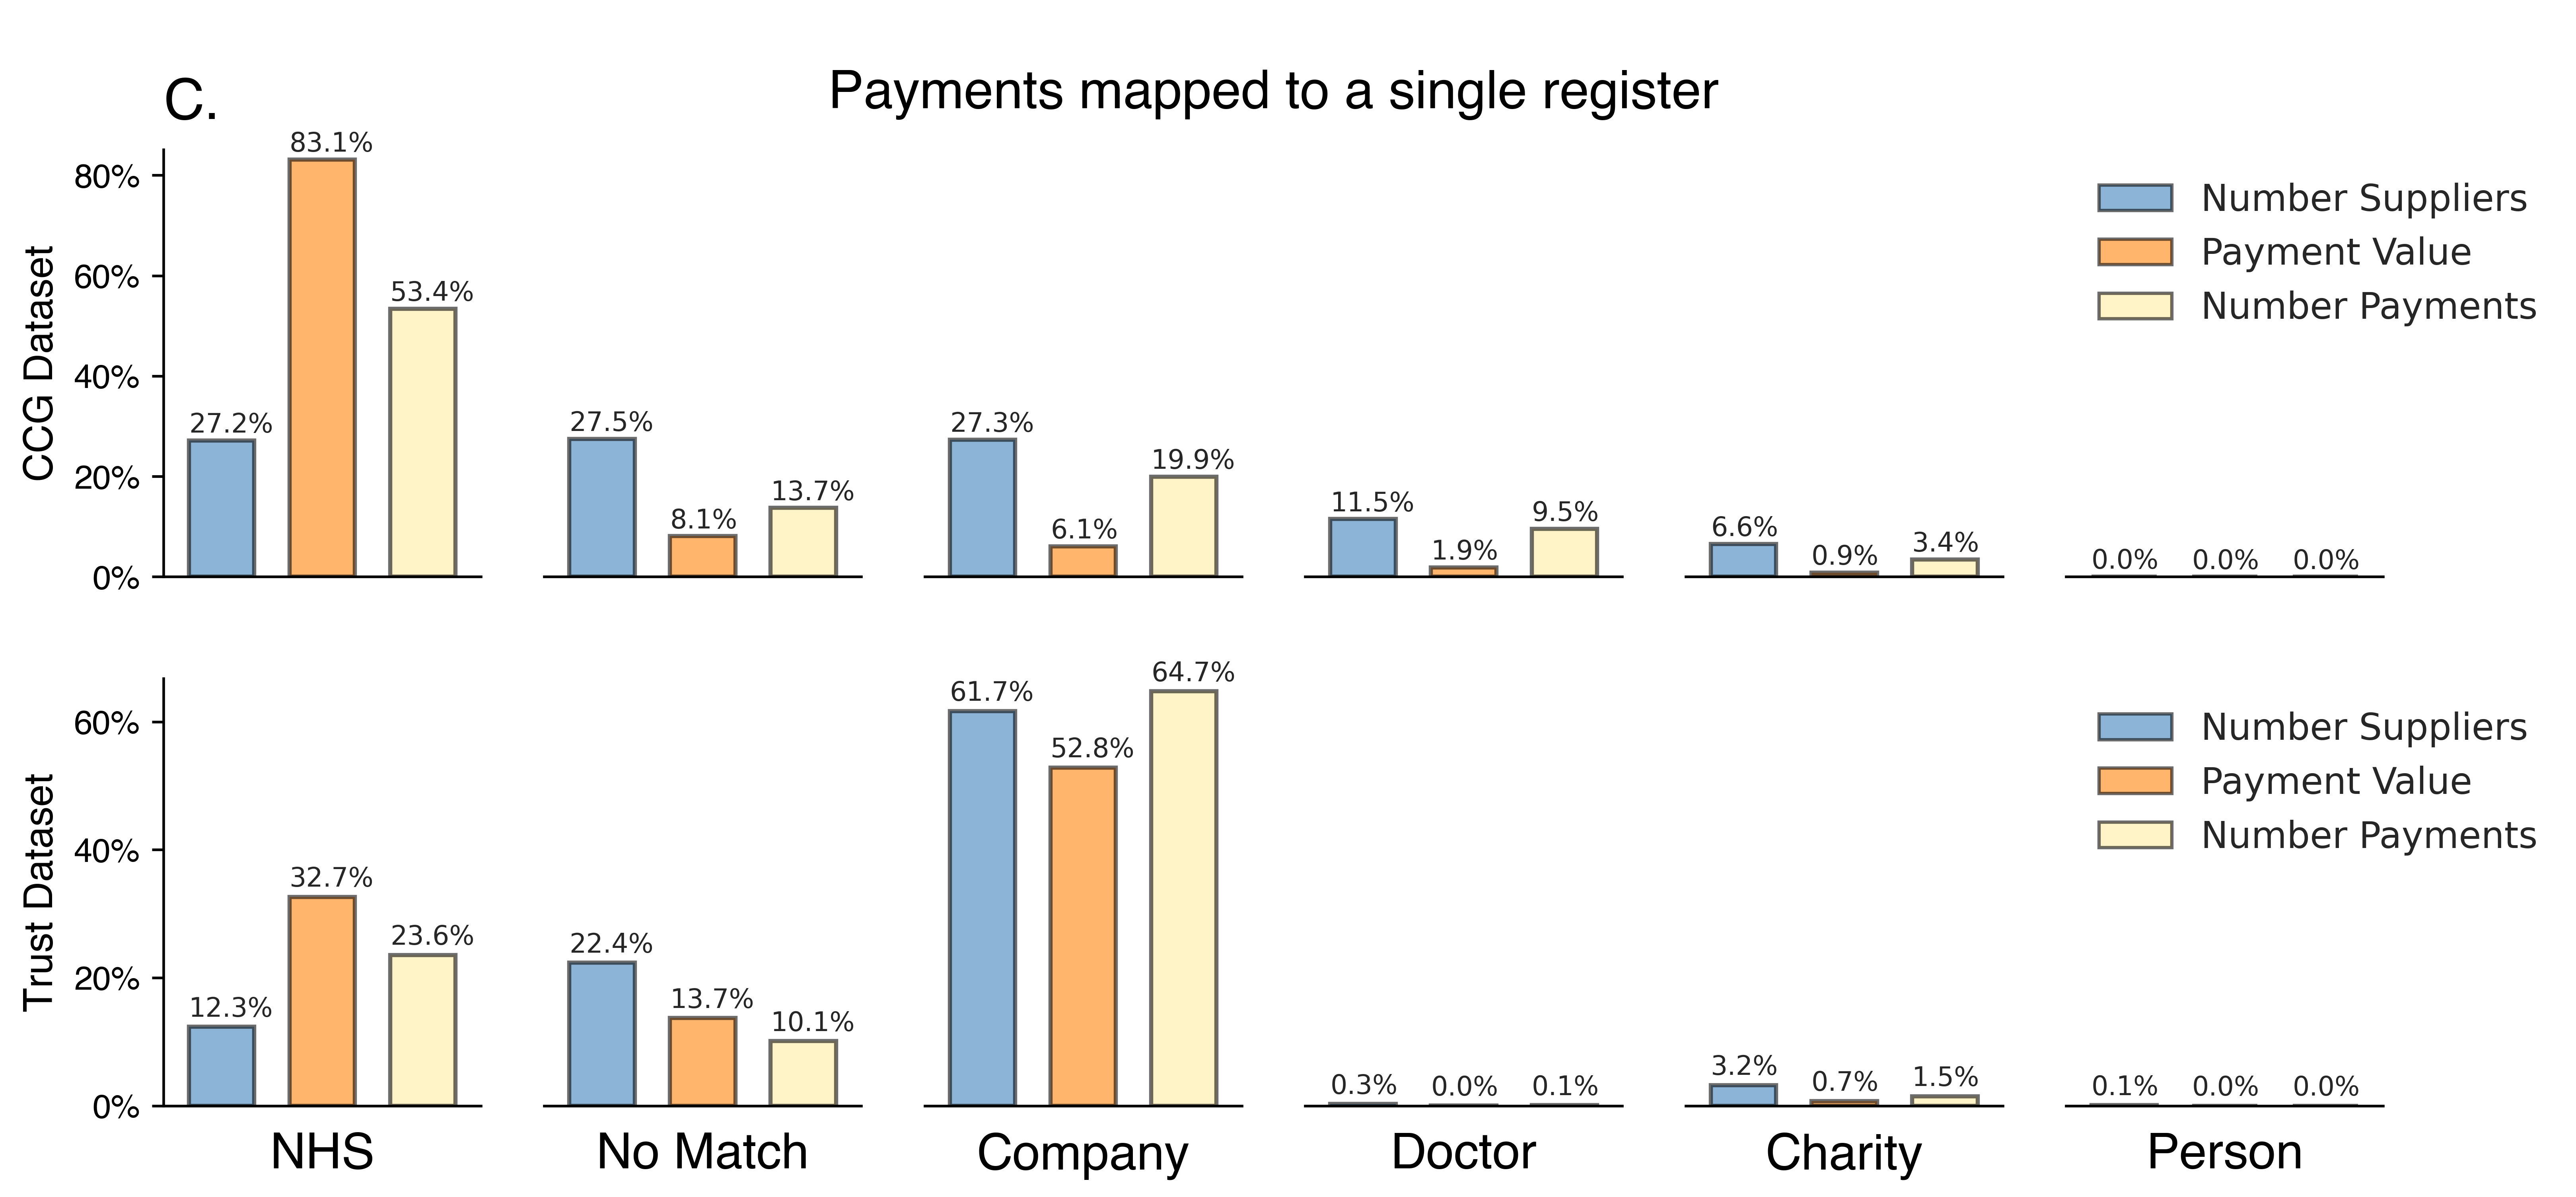 C.
Payments mapped to a single register
CCG Dataset
80%
60%
40%
20%
0%
27.2%
83.1%
53.4%
27.5%
8.1%
13.7%
27.3%
6.1%
19.9%
11.5%
1.9%
9.5%
6.6%
0.9%
3.4%
0.0%
0.0%
0.0%
Number Suppliers
Payment Value
Number Payments
Trust Dataset
60%
40%
20%
0%
12.3%
32.7%
23.6%
22.4%
13.7%
10.1%
61.7%
52.8%
64.7%
0.3%
0.0%
0.1%
3.2%
0.7%
1.5%
0.1%
0.0%
0.0%
Number Suppliers
Payment Value
Number Payments
NHS
No Match
Company
Doctor
Charity
Person